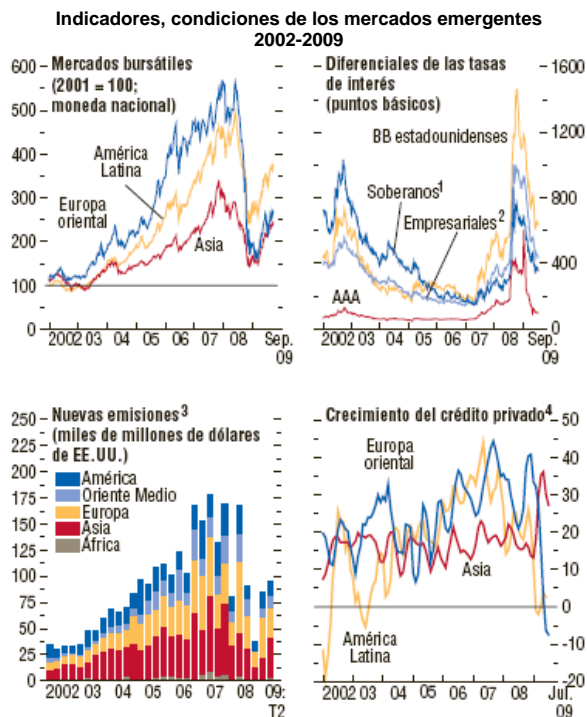 Indicadores, condiciones de los mercados emergentes
2002-2009
Mercados bursátiles
(2001 = 100;
moneda nacional)
600
500
400
300
200
100
0
América
Latina
Europa
oriental
Asia
2002 03 04 05 06 07 08 Sep.
09
Diferenciales de las tasas
de interés
(puntos básicos)
1600
1200
800
400
0
BB estadounidenses
Soberanos1
Empresariales2
AAA
2002 03 04 05 06 07 08 Sep.
09
Nuevas emisiones3
(miles de millones de dólares
de EE.UU.)
250
225
200
175
150
125
100
75
50
25
0
América
Oriente Medio
Europa
Asia
África
2002 03 04 05 06 07 08 09:
T2
Crecimiento del crédito privado4
50
40
30
20
10
0
-10
-20
Europa
oriental
Asia
América
Latina
2002 03 04 05 06 07 08 Jul.
09